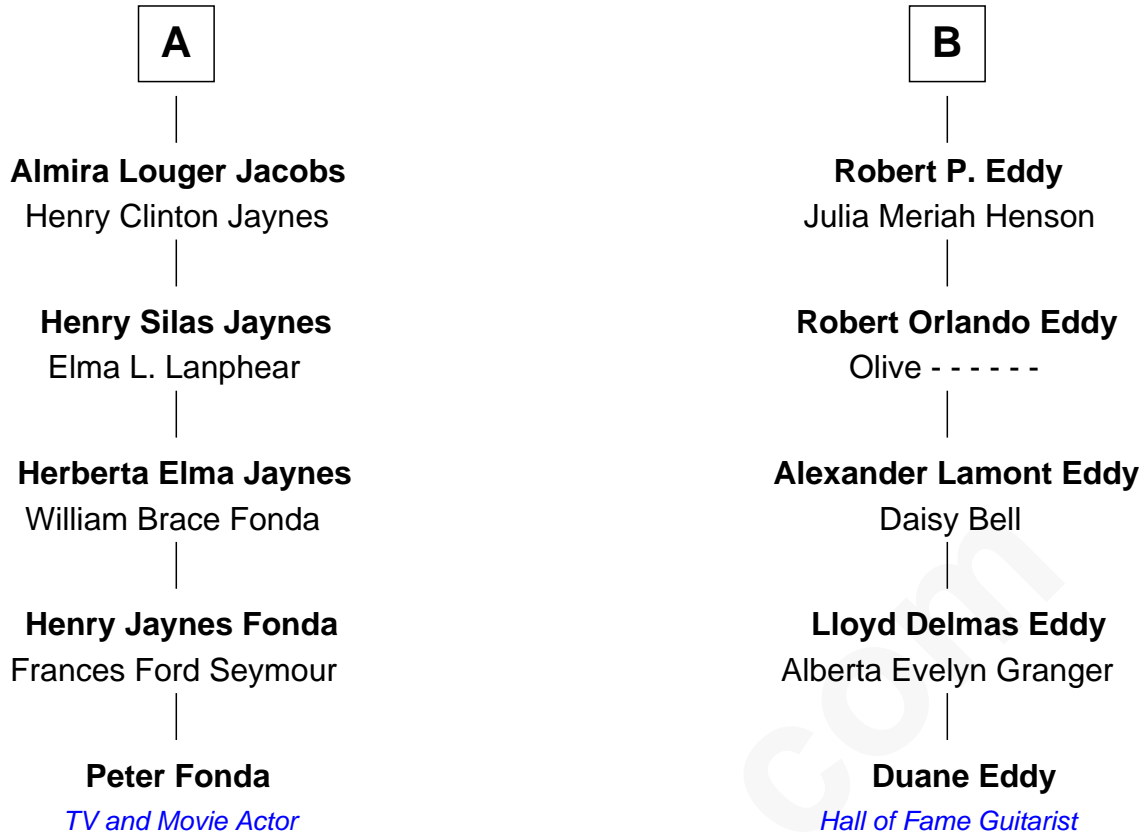 A
Almira Louger Jacobs
Henry Clinton Jaynes
Henry Silas Jaynes
Elma L. Lanphear
Herberta Elma Jaynes
William Brace Fonda
Henry Jaynes Fonda
Frances Ford Seymour
Peter Fonda
TV and Movie Actor
B
Robert P. Eddy
Julia Meriah Henson
Robert Orlando Eddy
Olive - - - - - -
Alexander Lamont Eddy
Daisy Bell
Lloyd Delmas Eddy
Alberta Evelyn Granger
Duane Eddy
Hall of Fame Guitarist
com